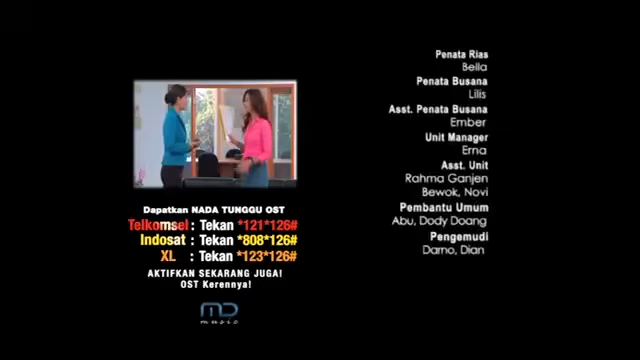 Dapatkan NADA TUNGGU OST
Telkomsel : Tekan *121*126#
Indosat : Tekan *808*126#
XL : Tekan *123*126#
AKTIFKAN SEKARANG JUGA!
OST Kerennya!
MD
music
Penata Rias
Bella
Penata Busana
Lilis
Asst. Penata Busana
Ember
Unit Manager
Erna
Asst. Unit
Rahma Ganjen
Bewok, Novi
Pembantu Umum
Abu, Dody Doang
Pengemudi
Darno, Dian